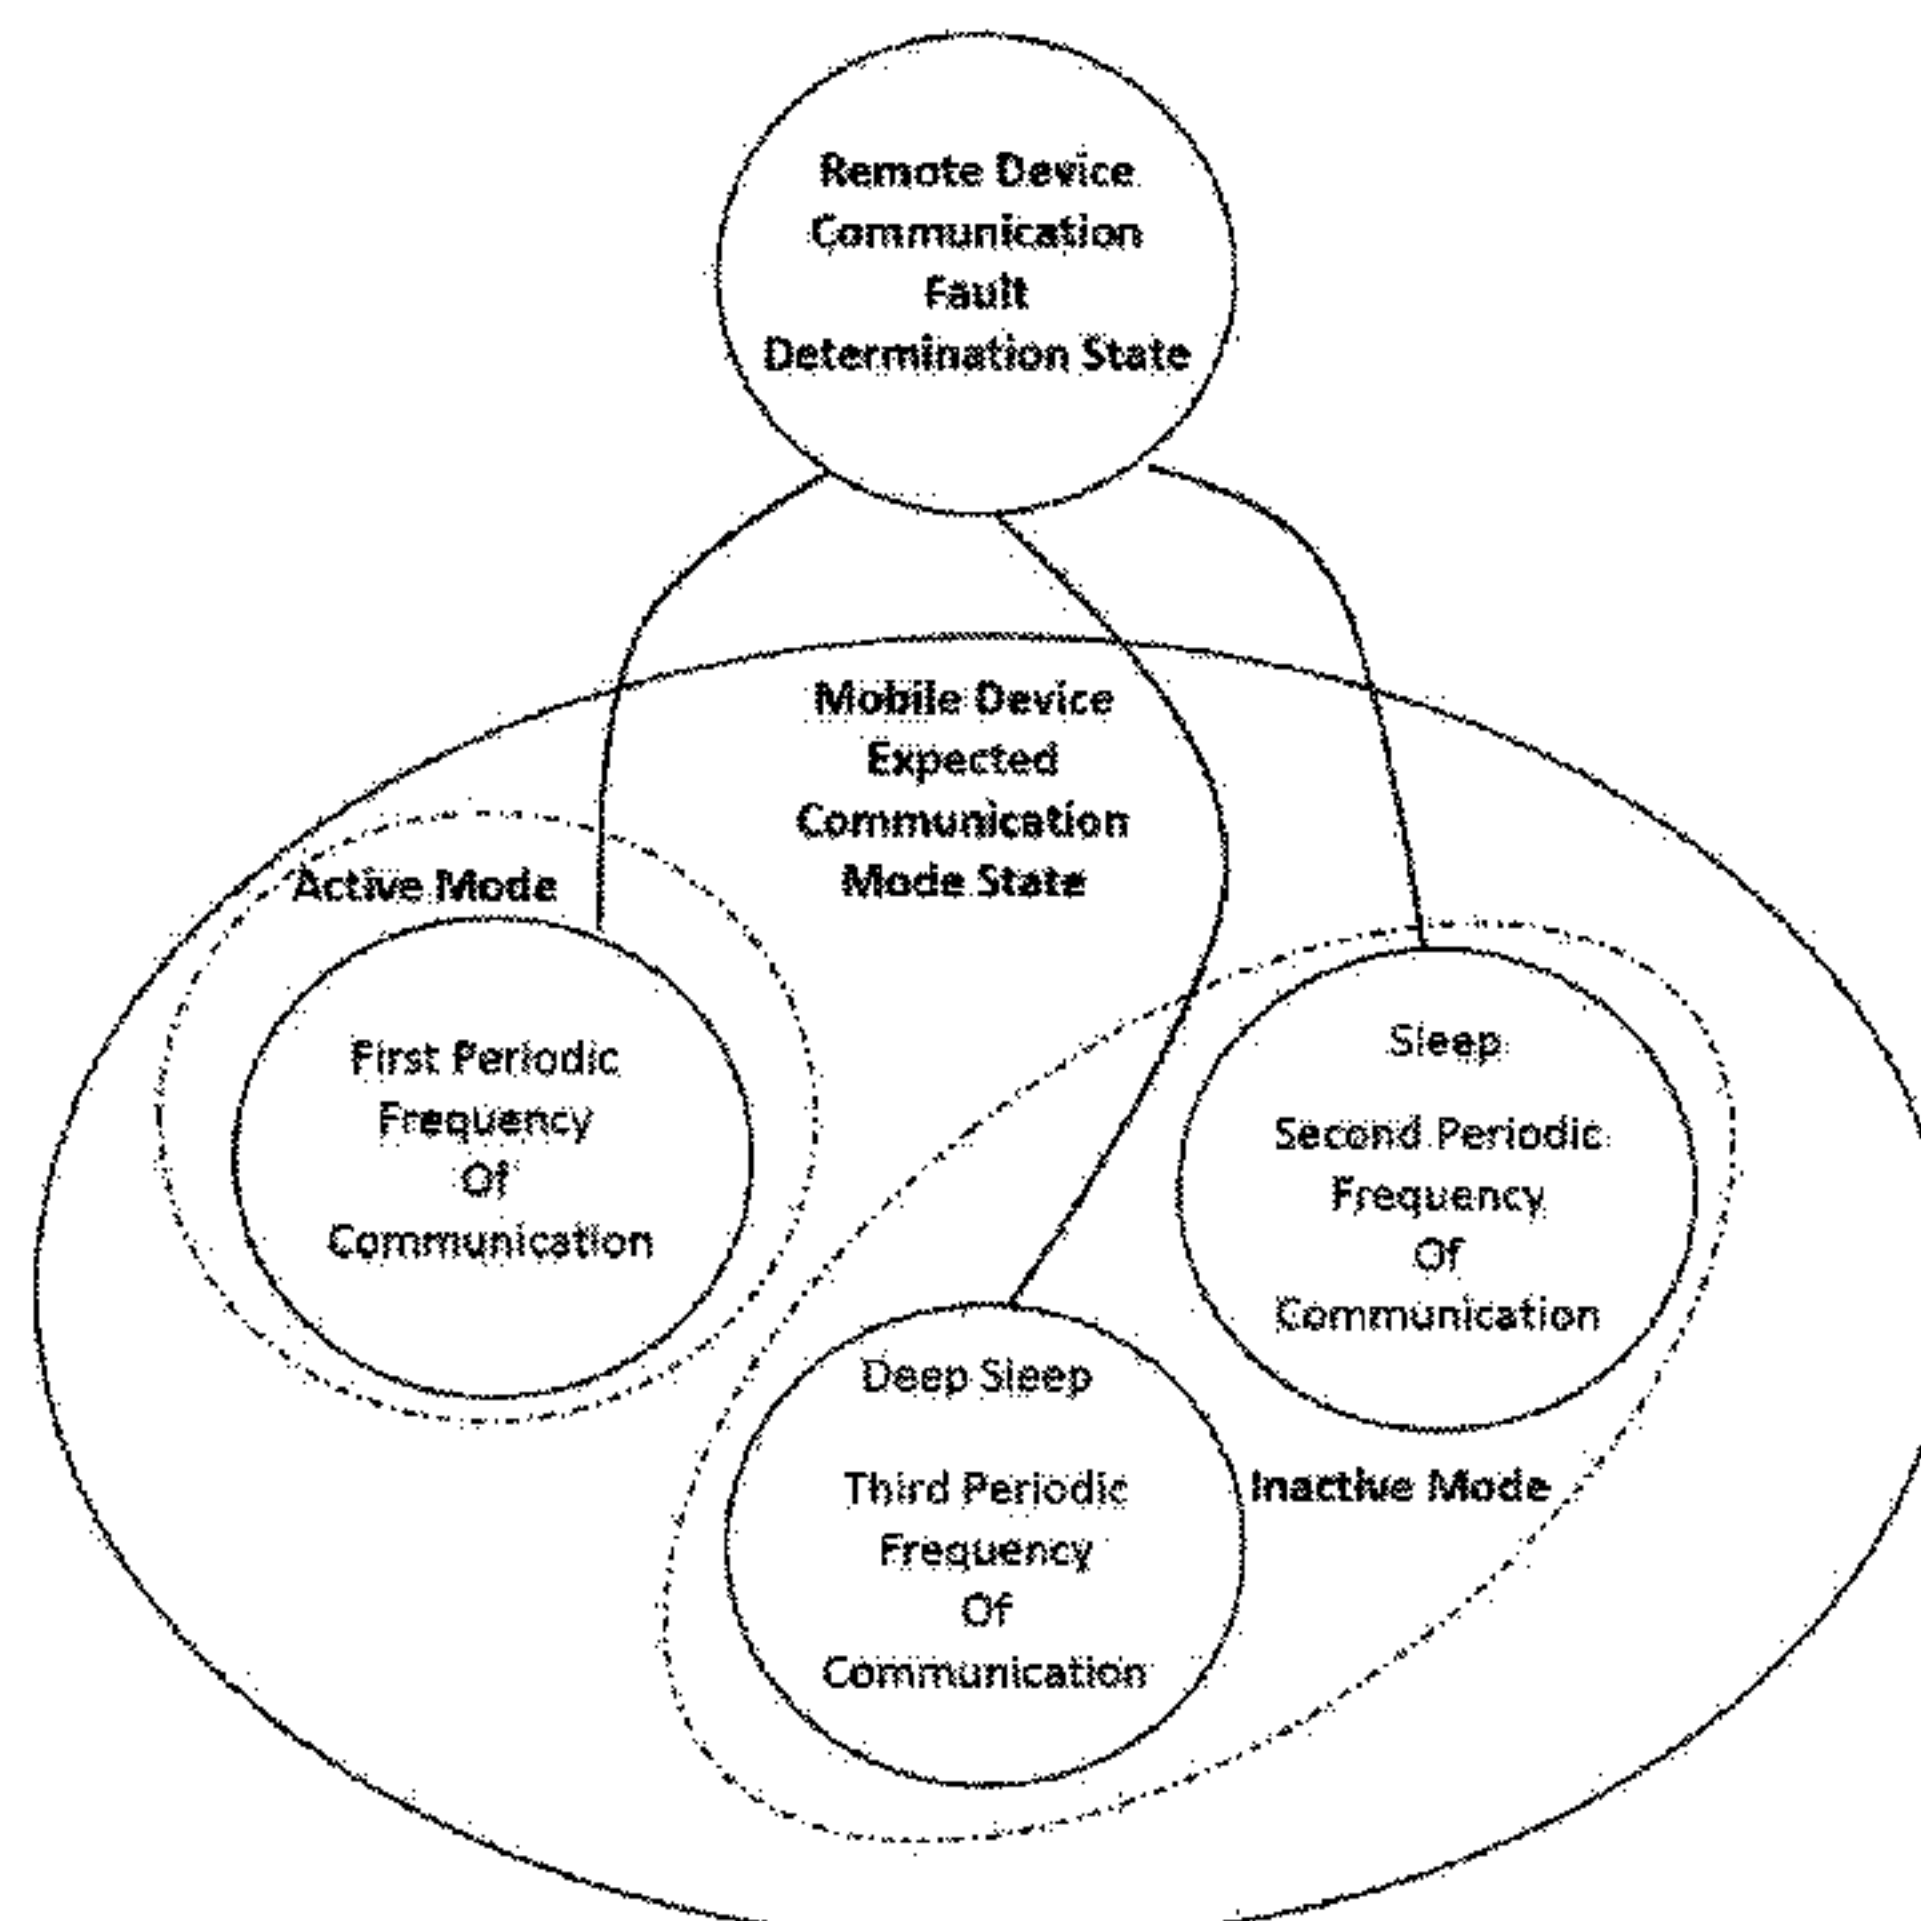 Remote Device
Communication
Fault
Determination State
Mobile Device
Expected
Communication
Mode State
Active Mode
First Periodic
Frequency
Of
Communication
Sleep
Second Periodic
Frequency
Of
Communication
Deep Sleep
Third Periodic
Frequency
Of
Communication
Inactive Mode